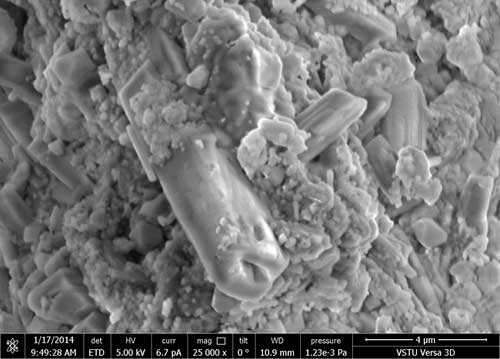 1/17/2014 det HV curr mag □ tilt WD pressure 4 µm
9:49:28 AM ETD 5.00 kV 6.7 pA 25 000 x 0 ° 10.9 mm 1.23e-3 Pa VSTU Versa 3D